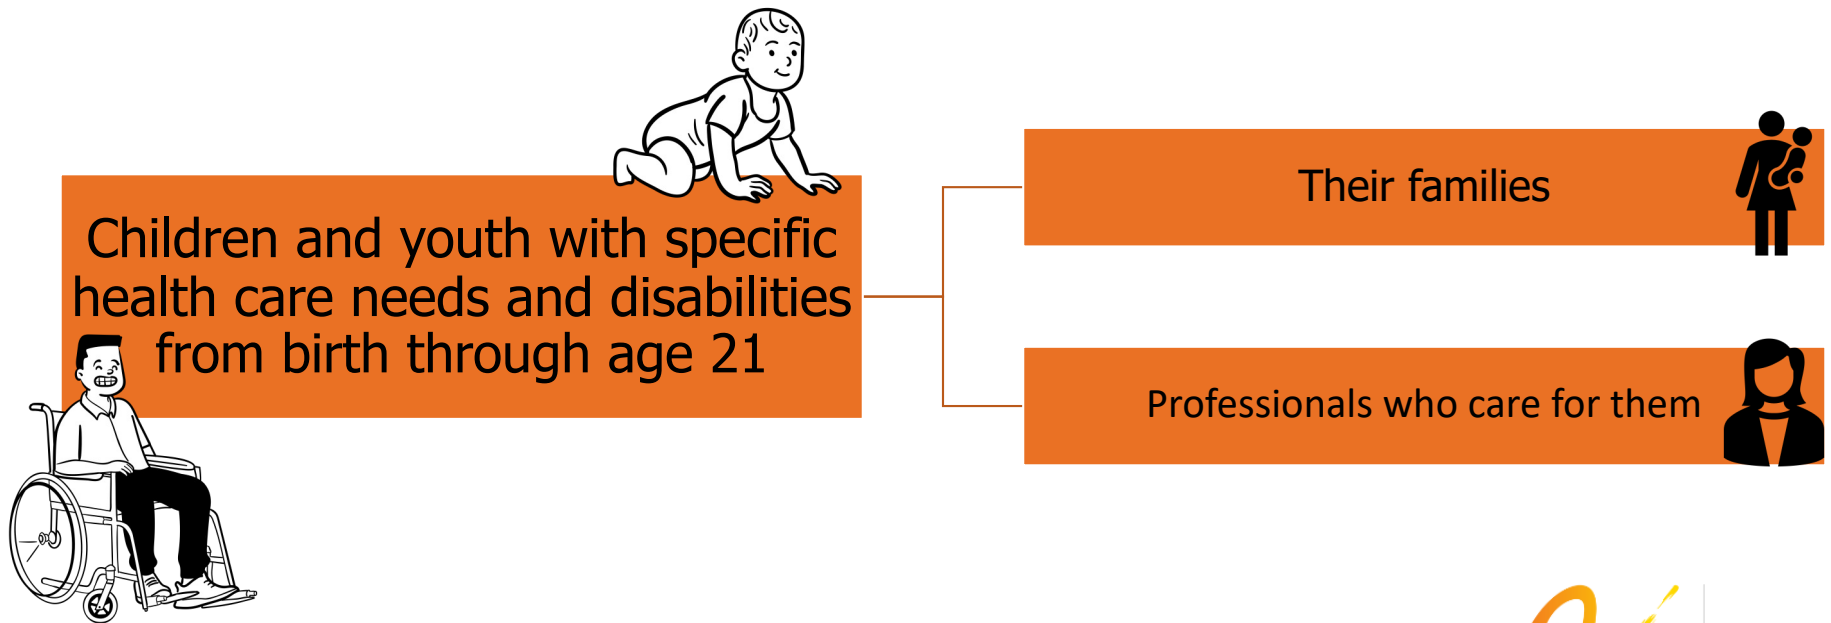 Children and youth with specific
health care needs and disabilities
from birth through age 21
Their families
Professionals who care for them